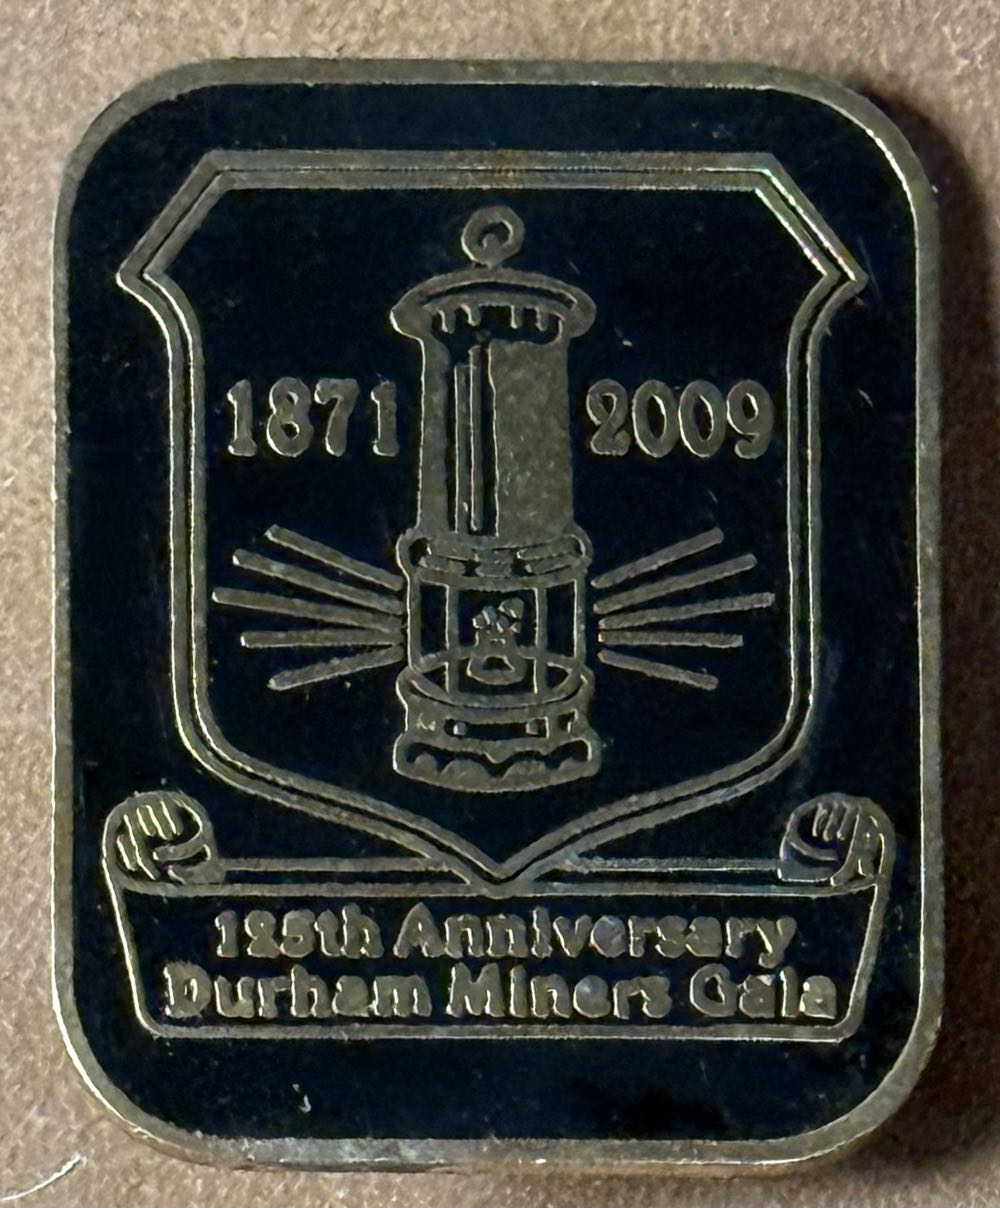 1871 2009
125th Anniversary
Durham Miners Gala